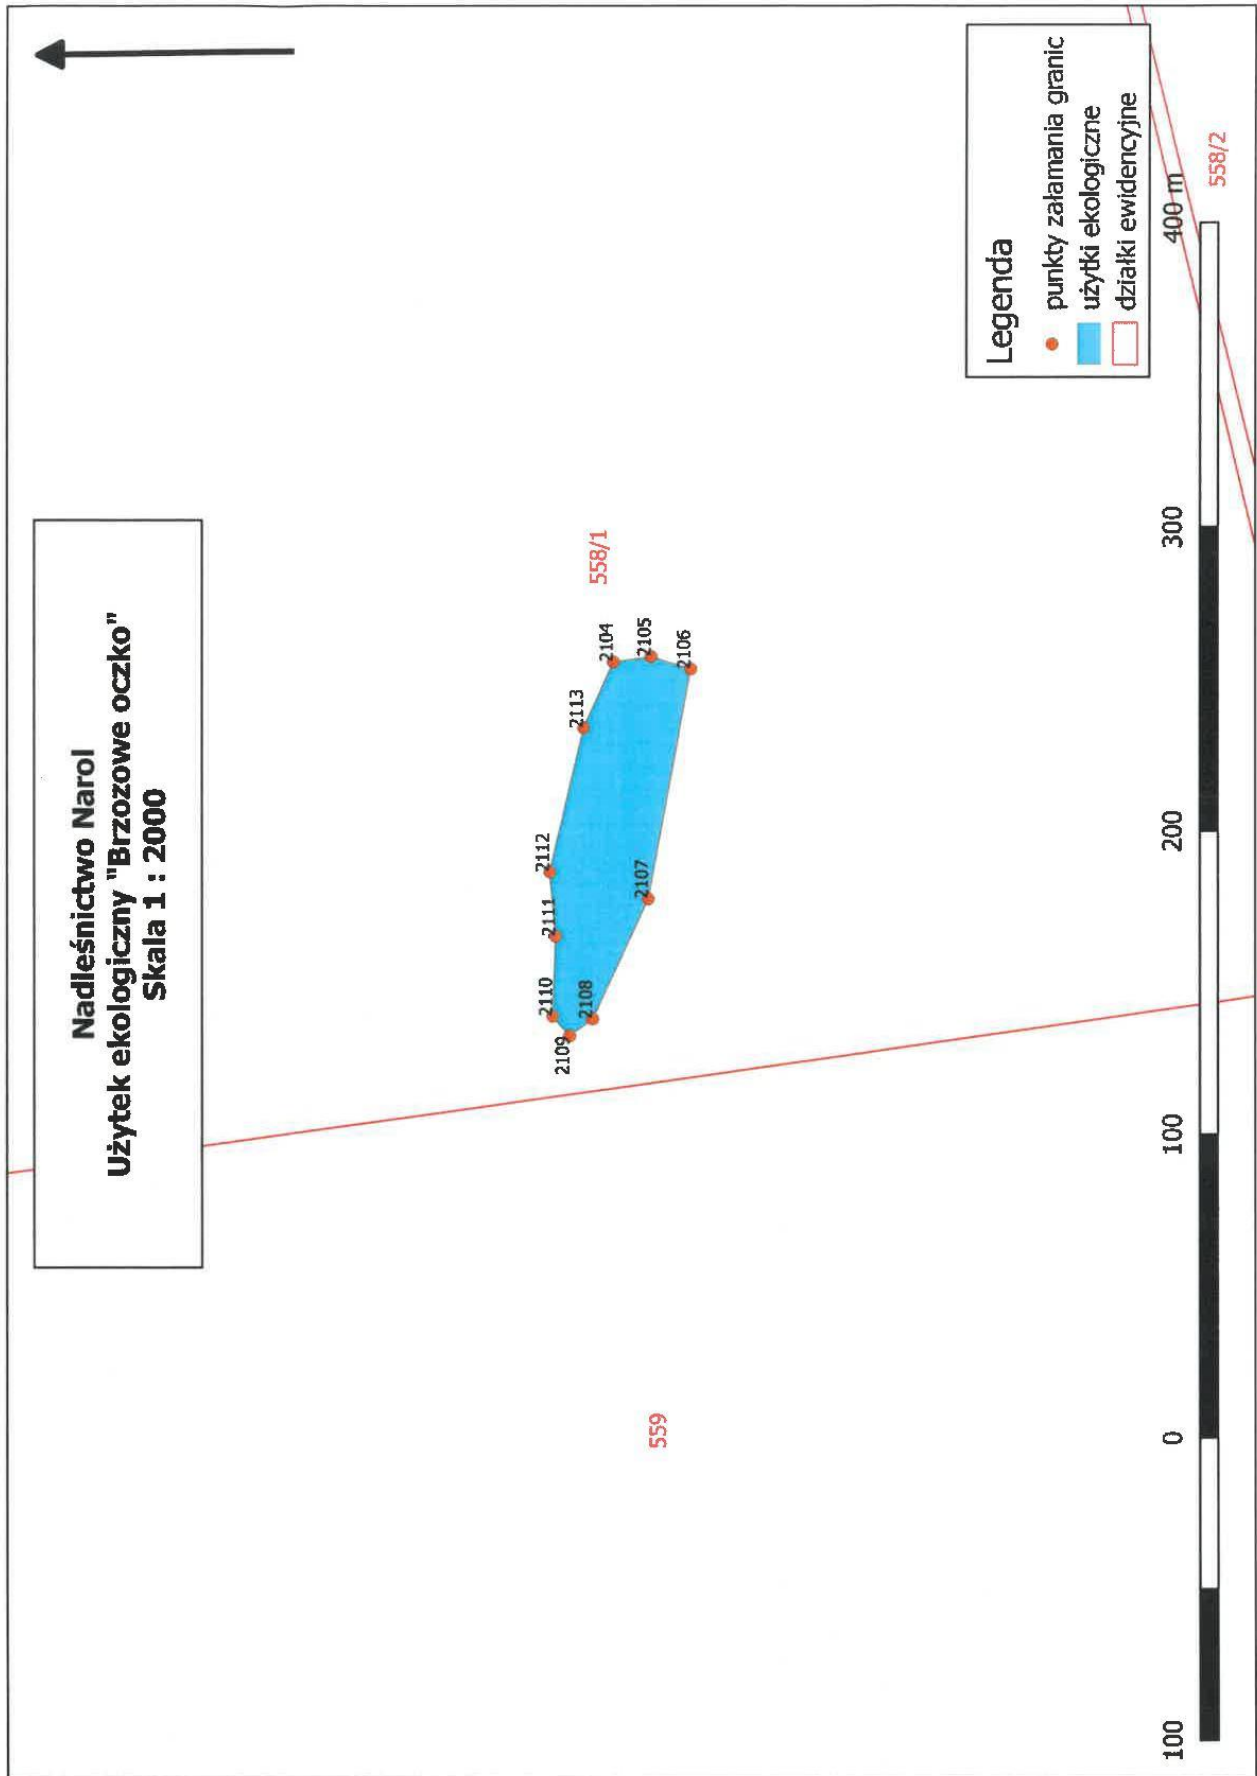 Nadleśnictwo Narol
Użytek ekologiczny "Brzozowe oczko"
Skala 1 : 2000
2110
2111
2112
2113
2109
2108
2107
2104
2105
2106
558/1
559
Legenda
punkty załamania granic
użytki ekologiczne
działki ewidencyjne
100
0
100
200
300
400 m
558/2